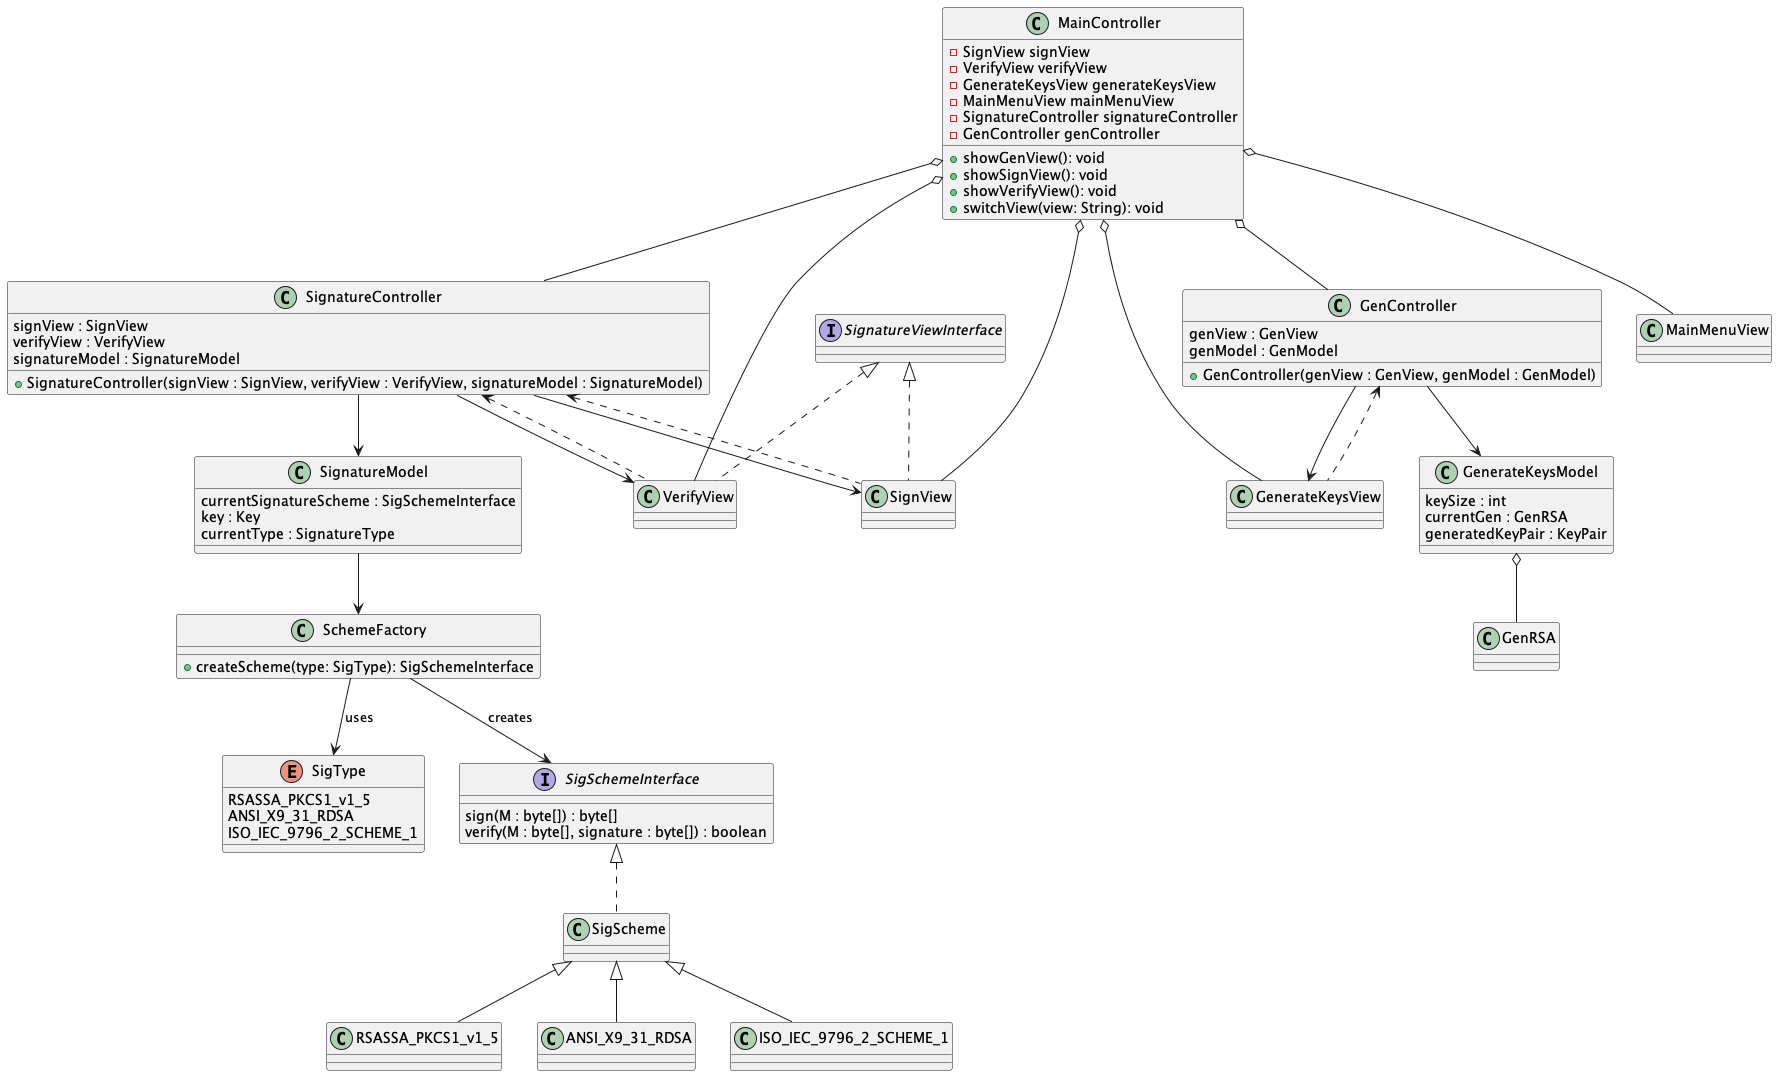 C MainController
SignView signView
VerifyView verifyView
GenerateKeysView generateKeysView
MainMenuView mainMenuView
SignatureController signatureController
GenController genController
showGenView(): void
showSignView(): void
showVerifyView(): void
switchView(view: String): void
C SignatureController
signView : SignView
verifyView : VerifyView
signatureModel : SignatureModel
SignatureController(signView : SignView, verifyView : VerifyView, signatureModel : SignatureModel)
I SignatureViewInterface
C GenController
genView : GenView
genModel : GenModel
GenController(genView : GenView, genModel : GenModel)
C MainMenuView
C SignatureModel
currentSignatureScheme : SigSchemeInterface
key : Key
currentType : SignatureType
C VerifyView
C SignView
C GenerateKeysView
C GenerateKeysModel
keySize : int
currentGen : GenRSA
generatedKeyPair : KeyPair
C SchemeFactory
createScheme(type: SigType): SigSchemeInterface
C GenRSA
uses
creates
E SigType
RSASSA_PKCS1_v1_5
ANSI_X9_31_RDSA
ISO_IEC_9796_2_SCHEME_1
I SigSchemeInterface
sign(M : byte[]) : byte[]
verify(M : byte[], signature : byte[]) : boolean
C SigScheme
C RSASSA_PKCS1_v1_5
C ANSI_X9_31_RDSA
C ISO_IEC_9796_2_SCHEME_1